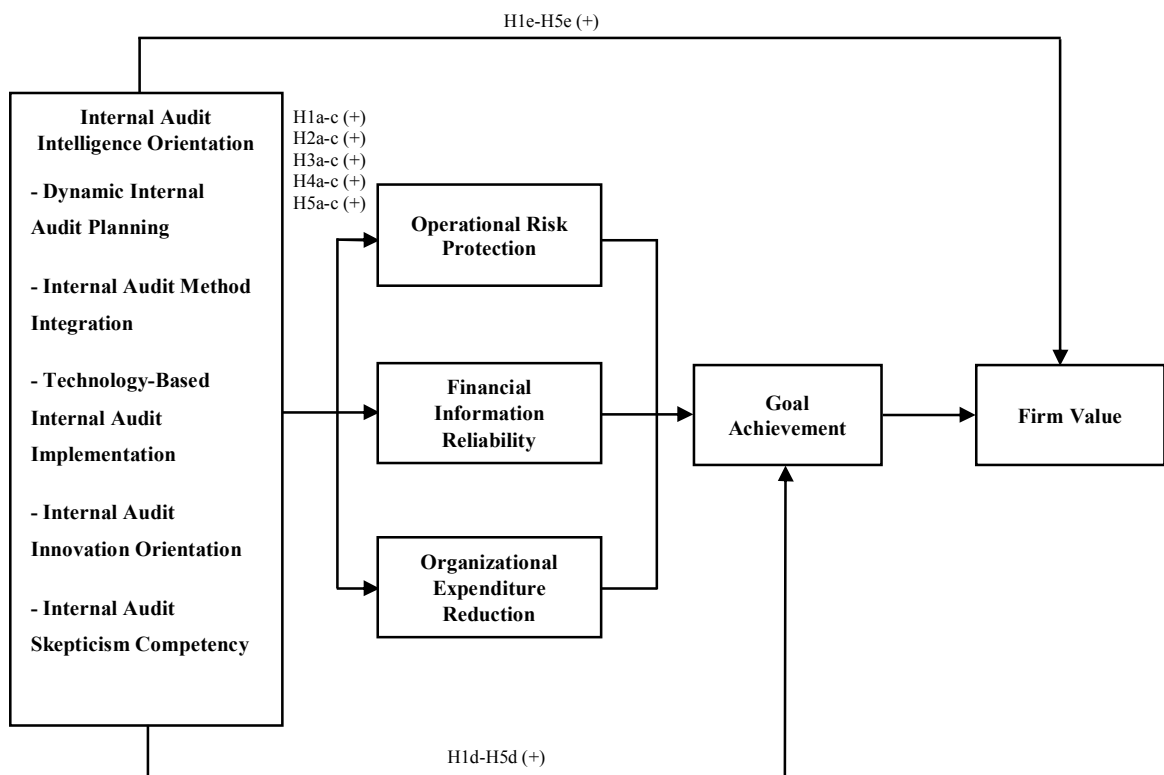 H1e-H5e (+)
Internal Audit
Intelligence Orientation
- Dynamic Internal
Audit Planning
- Internal Audit Method
Integration
- Technology-Based
Internal Audit
Implementation
- Internal Audit
Innovation Orientation
- Internal Audit
Skepticism Competency
H1a-c (+)
H2a-c (+)
H3a-c (+)
H4a-c (+)
H5a-c (+)
Operational Risk
Protection
Financial
Information
Reliability
Organizational
Expenditure
Reduction
Goal
Achievement
Firm Value
H1d-H5d (+)